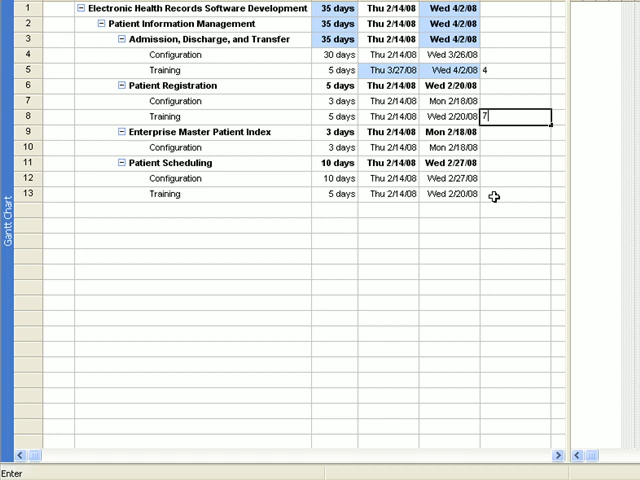 1 Electronic Health Records Software Development 35 days Thu 2/14/08 Wed 4/2/08
2 Patient Information Management 35 days Thu 2/14/08 Wed 4/2/08
3 Admission, Discharge, and Transfer 35 days Thu 2/14/08 Wed 4/2/08
4 Configuration 30 days Thu 2/14/08 Wed 3/26/08
5 Training 5 days Thu 3/27/08 Wed 4/2/08 4
6 Patient Registration 5 days Thu 2/14/08 Wed 2/20/08
7 Configuration 3 days Thu 2/14/08 Mon 2/18/08
8 Training 5 days Thu 2/14/08 Wed 2/20/08 7
9 Enterprise Master Patient Index 3 days Thu 2/14/08 Mon 2/18/08
10 Configuration 3 days Thu 2/14/08 Mon 2/18/08
11 Patient Scheduling 10 days Thu 2/14/08 Wed 2/27/08
12 Configuration 10 days Thu 2/14/08 Wed 2/27/08
13 Training 5 days Thu 2/14/08 Wed 2/20/08
Gantt Chart
Enter